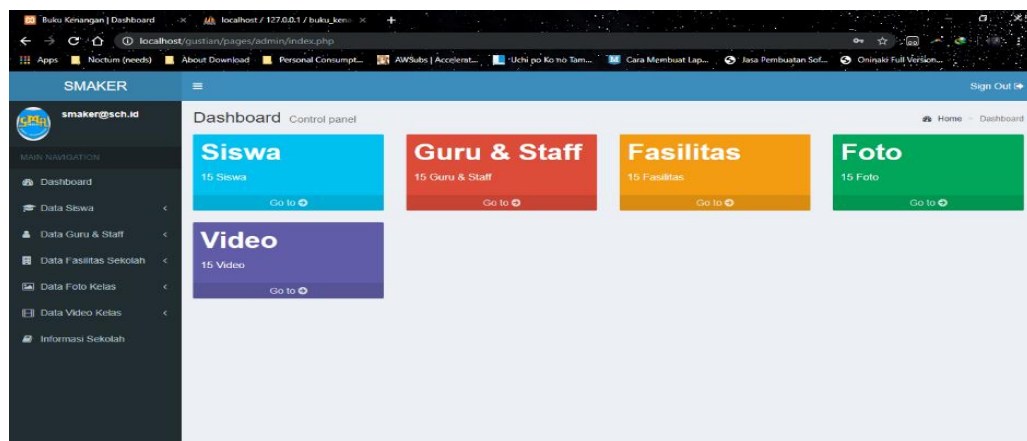 Buku Kenangan | Dashboard
localhost / 127.0.0.1 / buku_kena
localhost/gustian/pages/admin/index.php
Apps Noctum (needs) About Download Personal Consumpt... AWSubs | Accelerat... Uchi po Ko no Tam... Cara Membuat Lap... Jasa Pembuatan Sof... Oninaki Full Version...
SMAKER
Sign Out
smaker@sch.id
Dashboard Control panel
Home - Dashboard
MAIN NAVIGATION
Dashboard
Data Siswa
Data Guru & Staff
Data Fasilitas Sekolah
Data Foto Kelas
Data Video Kelas
Informasi Sekolah
Siswa
15 Siswa
Go to
Guru & Staff
15 Guru & Staff
Go to
Fasilitas
15 Fasilitas
Go to
Foto
15 Foto
Go to
Video
15 Video
Go to